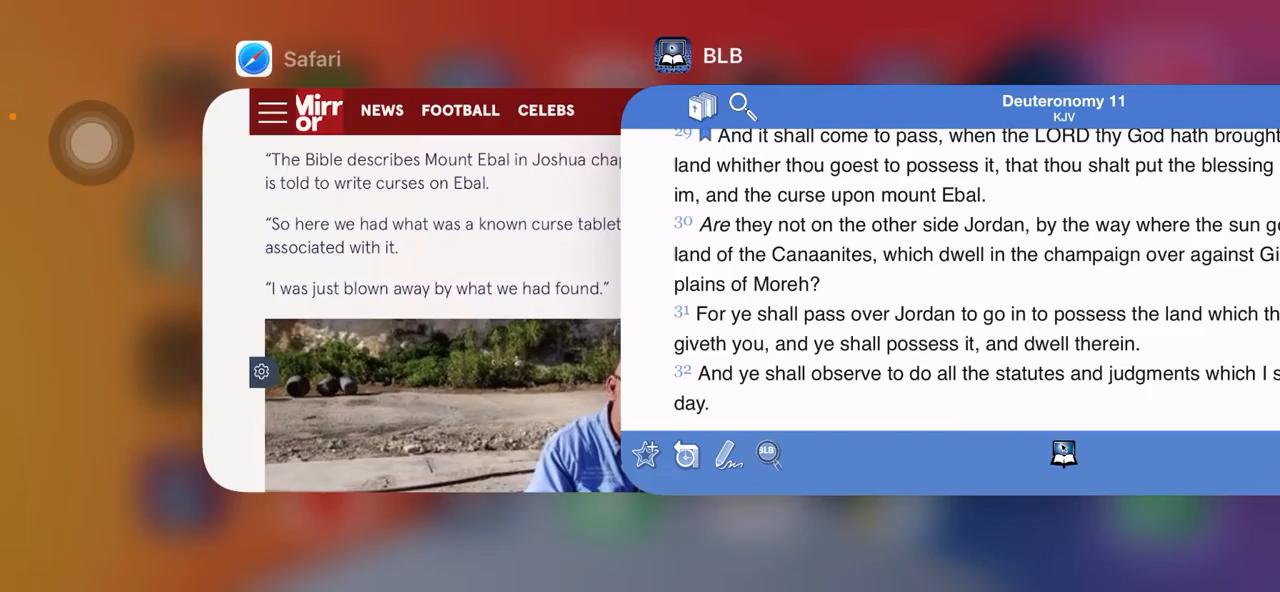 Safari
BLB
Mirr
or
NEWS FOOTBALL CELEBS
“The Bible describes Mount Ebal in Joshua chap
is told to write curses on Ebal.
“So here we had what was a known curse tablet
associated with it.
“I was just blown away by what we had found.”
Deuteronomy 11
KJV
29 And it shall come to pass, when the LORD thy God hath brought
land whither thou goest to possess it, that thou shalt put the blessing
im, and the curse upon mount Ebal.
30 Are they not on the other side Jordan, by the way where the sun go
land of the Canaanites, which dwell in the champaign over against Gi
plains of Moreh?
31 For ye shall pass over Jordan to go in to possess the land which th
giveth you, and ye shall possess it, and dwell therein.
32 And ye shall observe to do all the statutes and judgments which I s
day.
BLB